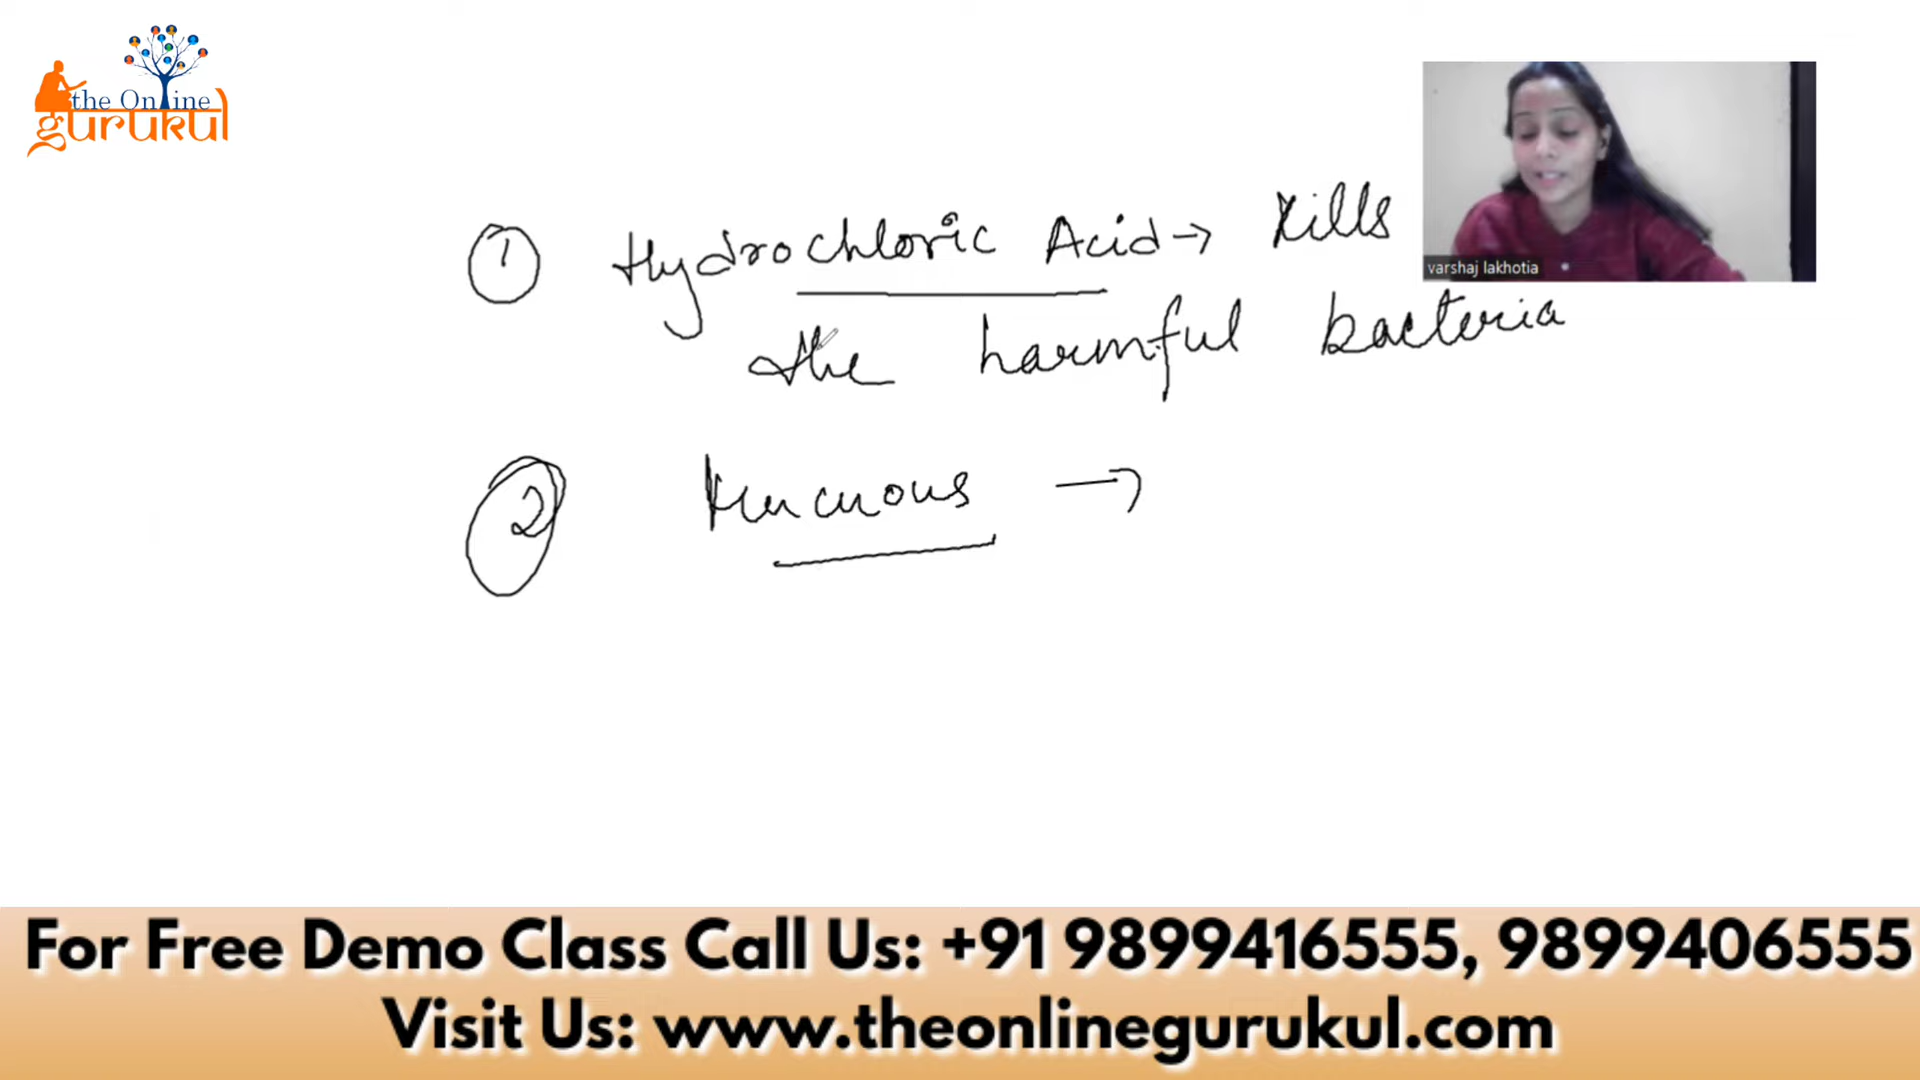 the Online
gurukul
① Hydrochloric Acid → Kills
the harmful bacteria
varshaj lakhotia
② Mucuous →
For Free Demo Class Call Us: +91 9899416555, 9899406555
Visit Us: www.theonlinegurukul.com